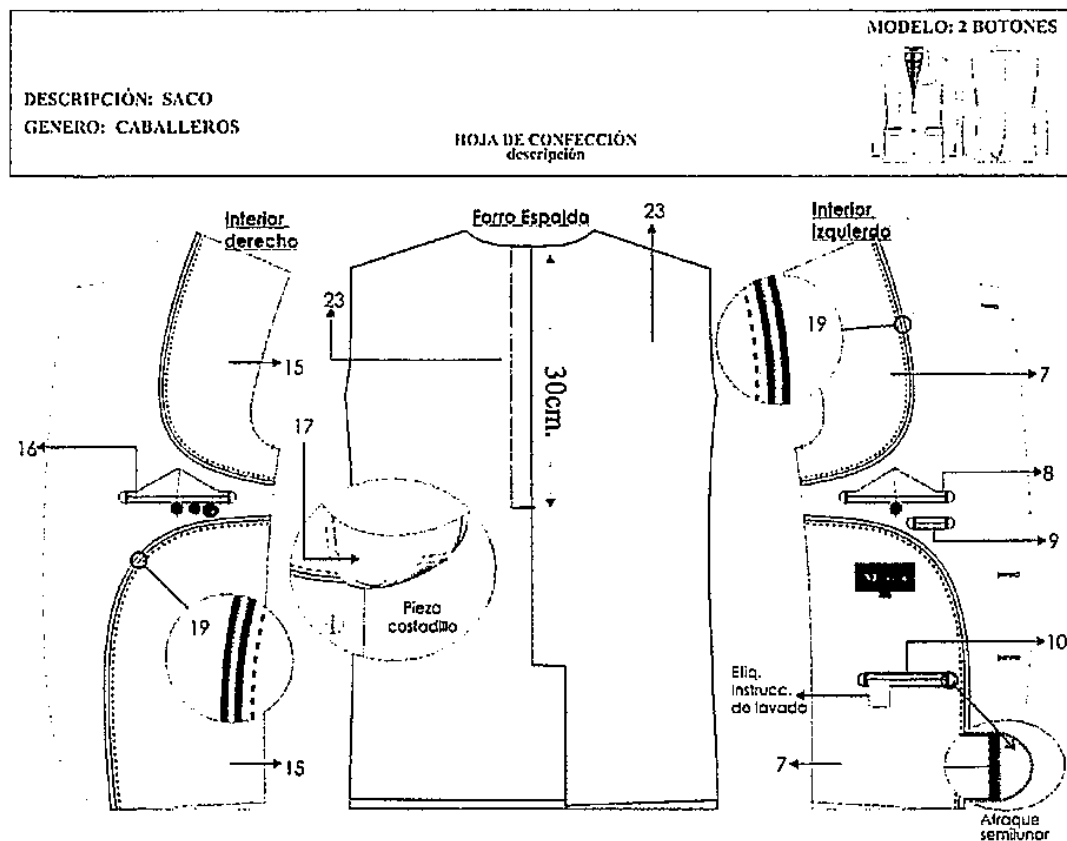 MODELO: 2 BOTONES
DESCRIPCIÓN: SACO
GENERO: CABALLEROS
HOJA DE CONFECCIÓN
descripción
Interior
derecho
Forro Espalda
23
Interior
Izquierdo
23
19
15
30cm.
7
17
16
8
9
Pieza
costadillo
19
10
Etiq.
Instrucc.
de lavado
15
7
Atraque
semilunar